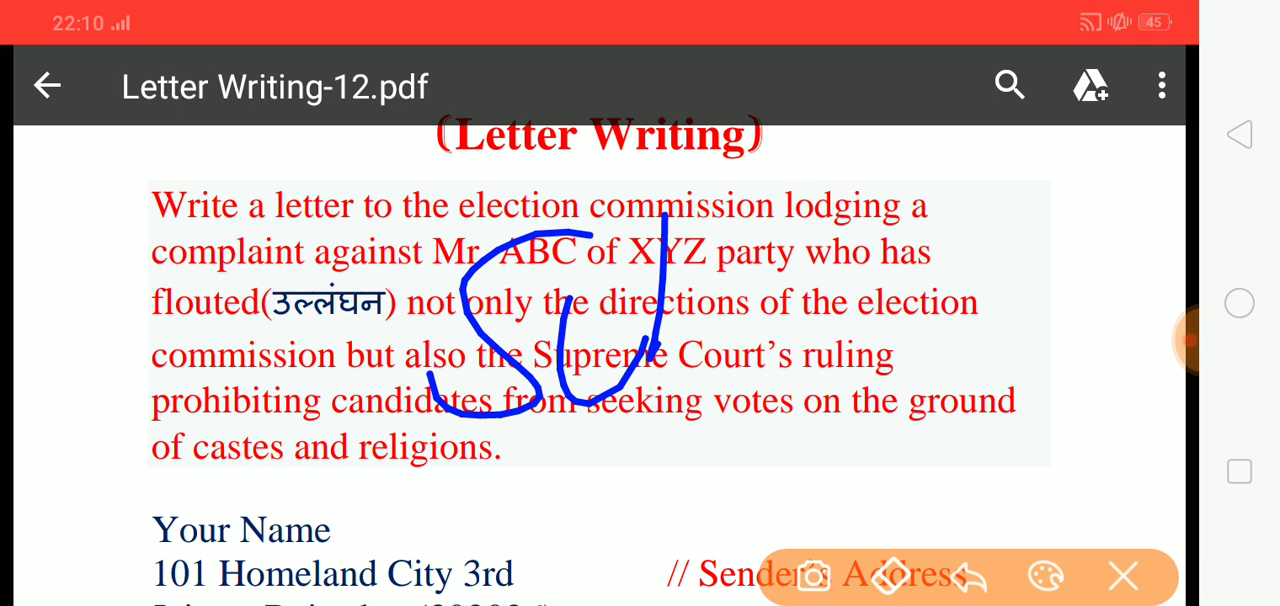 22:10
45
Letter Writing-12.pdf
(Letter Writing)
Write a letter to the election commission lodging a
complaint against Mr. ABC of XYZ party who has
flouted(उल्लंघन) not only the directions of the election
commission but also the Supreme Court's ruling
prohibiting candidates from seeking votes on the ground
of castes and religions.
SU
Your Name
101 Homeland City 3rd // Sender's Address